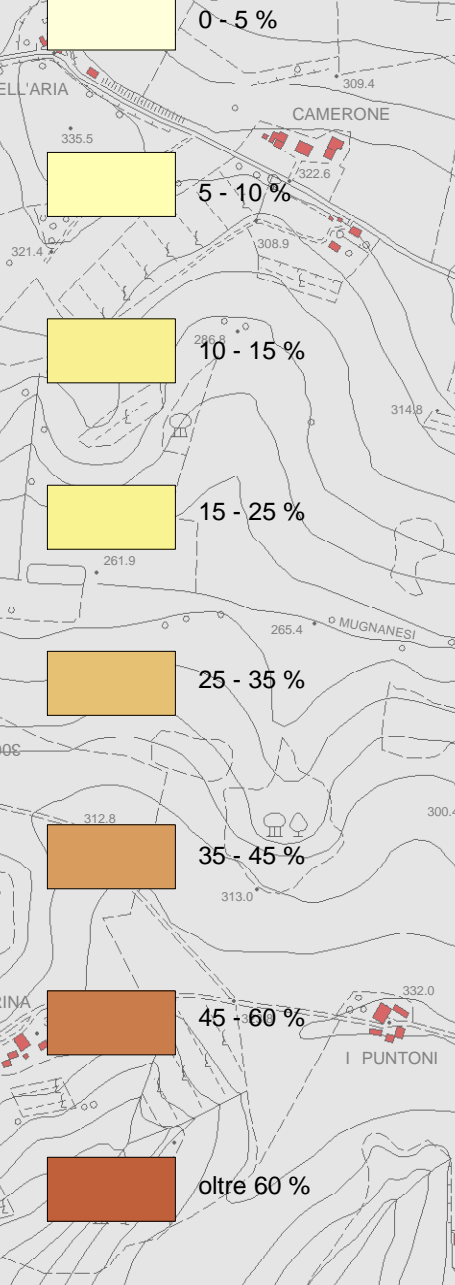 0 - 5 %
ELL'ARIA
309.4
CAMERONE
335.5
322.6
5 - 10 %
321.4
308.9
286.8
10 - 15 %
314.8
15 - 25 %
261.9
265.4
MUGNANESI
25 - 35 %
300
312.8
300.4
35 - 45 %
313.0
332.0
RINA
45 - 60 %
I PUNTONI
oltre 60 %